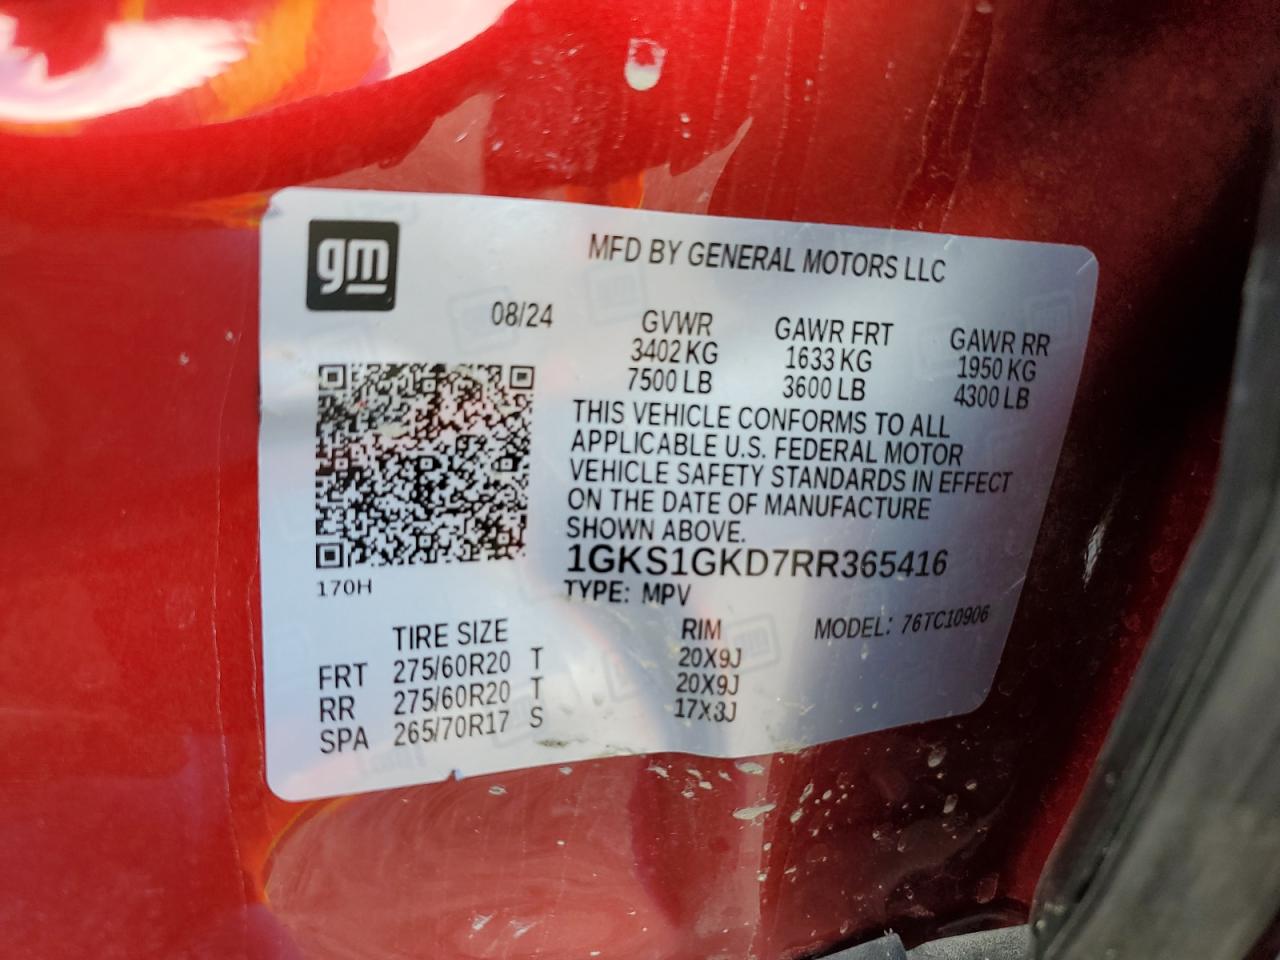 gm
MFD BY GENERAL MOTORS LLC
08/24
GVWR GAWR FRT GAWR RR
3402 KG 1633 KG 1950 KG
7500 LB 3600 LB 4300 LB
THIS VEHICLE CONFORMS TO ALL
APPLICABLE U.S. FEDERAL MOTOR
VEHICLE SAFETY STANDARDS IN EFFECT
ON THE DATE OF MANUFACTURE
SHOWN ABOVE.
1GKS1GKD7RR365416
170H
TYPE: MPV
MODEL: 76TC10906
TIRE SIZE RIM
FRT 275/60R20 T 20X9J
RR 275/60R20 T 20X9J
SPA 265/70R17 S 17X3J